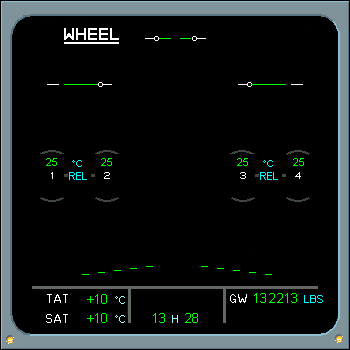 WHEEL
25 °C 25 25 °C 25
1 REL 2 3 REL 4
TAT +10 °C GW 132213 LBS
SAT +10 °C 13 H 28